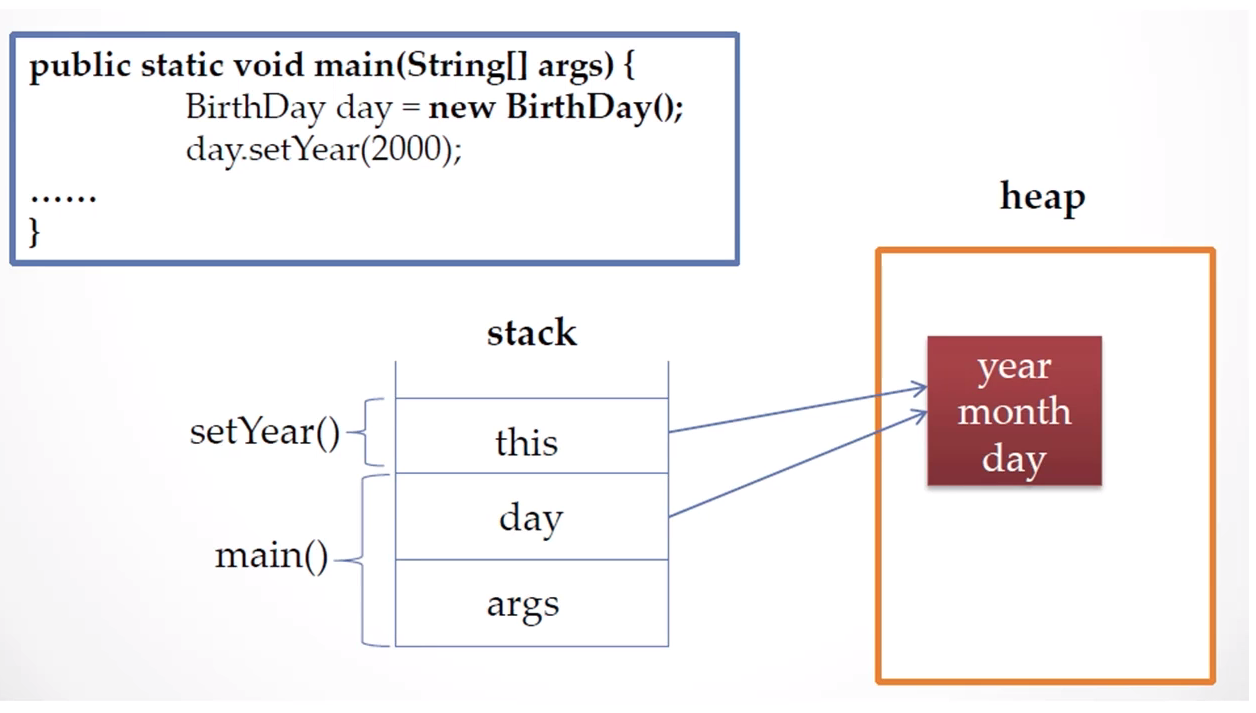 public static void main(String[] args) {
BirthDay day = new BirthDay();
day.setYear(2000);
......
}
heap
stack
setYear()
this
main()
day
args
year
month
day